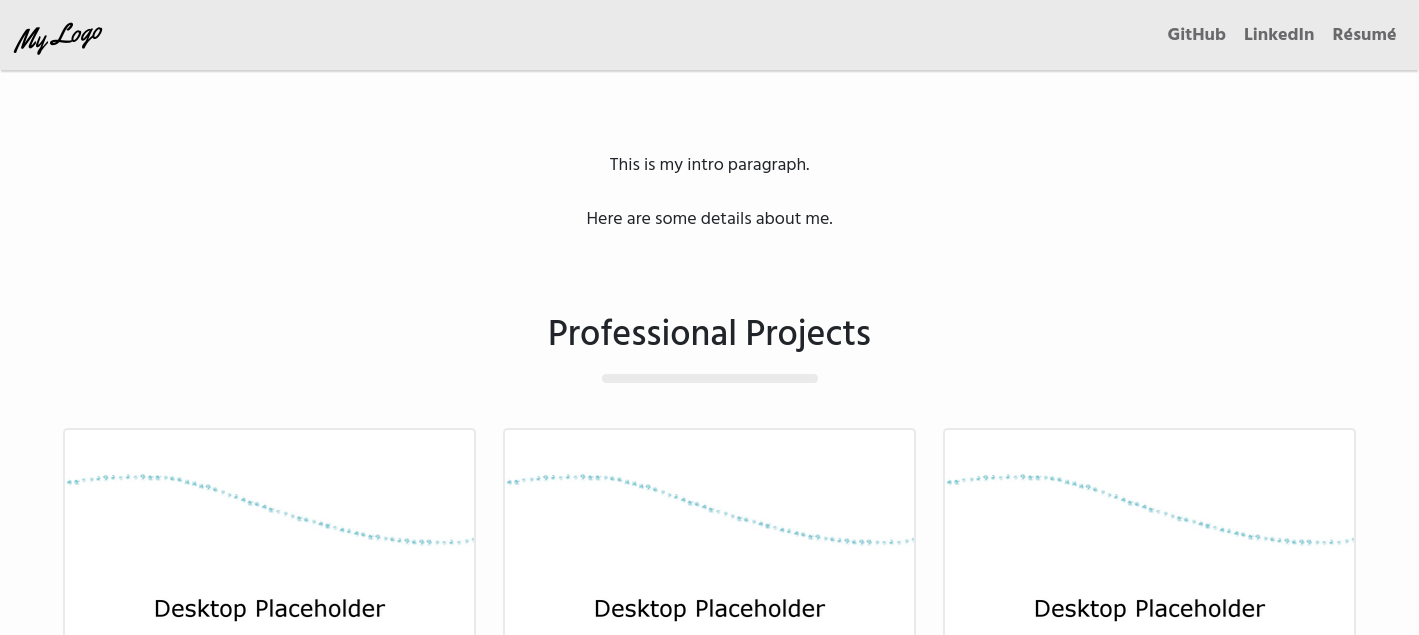 My Logo
GitHub LinkedIn Résumé
This is my intro paragraph.
Here are some details about me.
Professional Projects
Desktop Placeholder
Desktop Placeholder
Desktop Placeholder